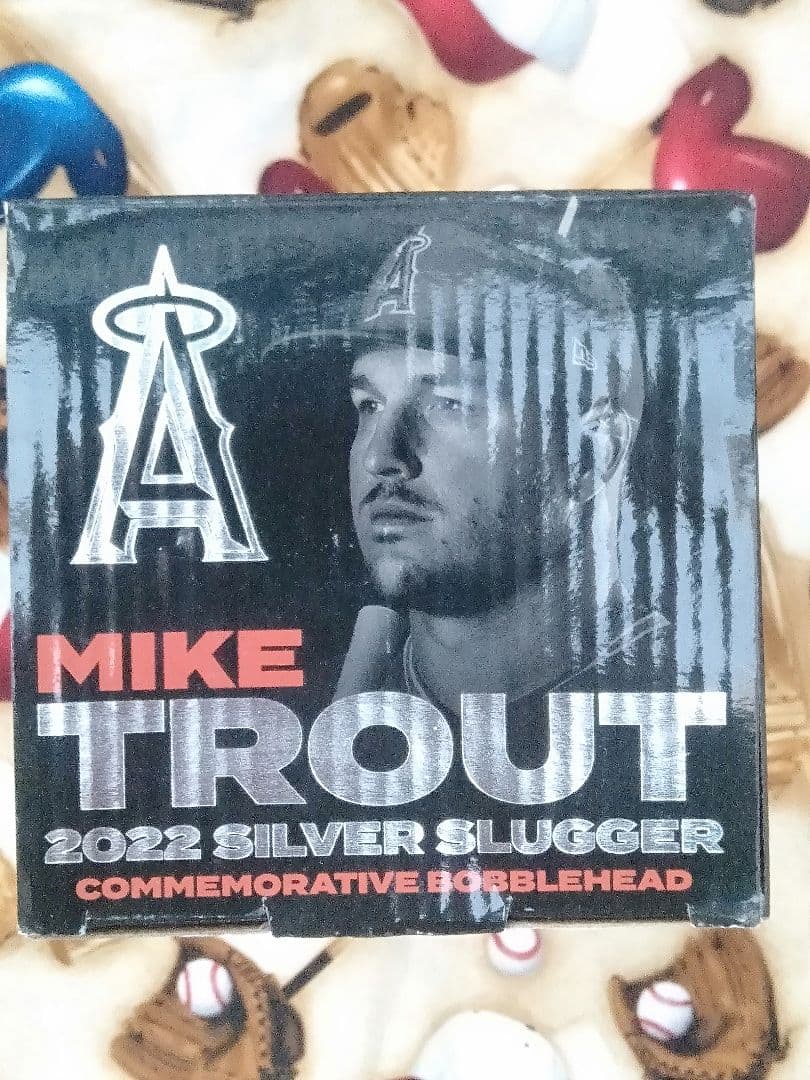 A
A
MIKE
TROUT
2022 SILVER SLUGGER
COMMEMORATIVE BOBBLEHEAD